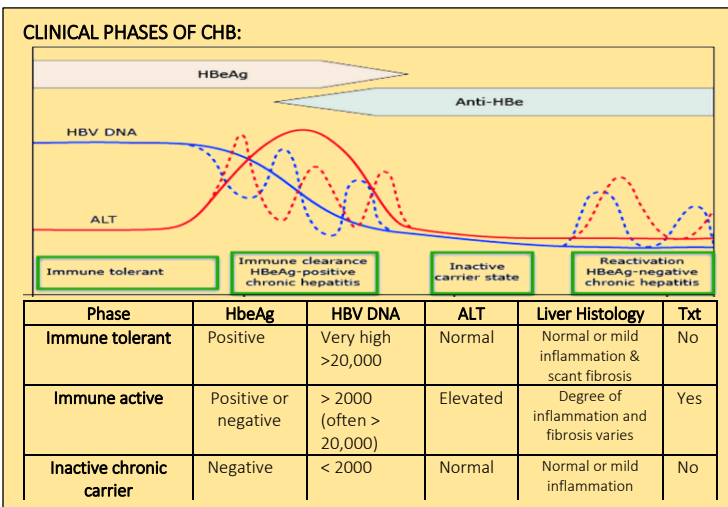 CLINICAL PHASES OF CHB:
HBeAg
Anti-HBe
HBV DNA
ALT
Immune tolerant
Immune clearance
HBeAg-positive
chronic hepatitis
Inactive
carrier state
Reactivation
HBeAg-negative
chronic hepatitis
Phase HbeAg HBV DNA ALT Liver Histology Txt
Immune tolerant Positive Very high Normal Normal or mild No
>20,000 inflammation &
scant fibrosis
Immune active Positive or > 2000 Elevated Degree of Yes
negative (often > inflammation and
20,000) fibrosis varies
Inactive chronic Negative < 2000 Normal Normal or mild No
carrier inflammation